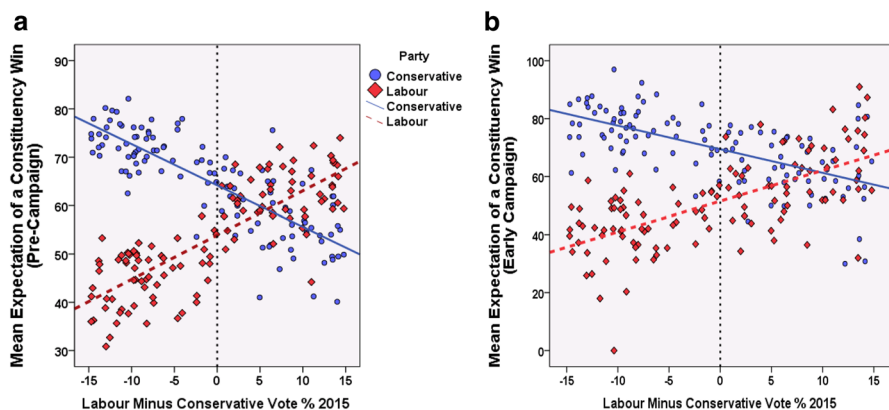 a
Mean Expectation of a Constituency Win
(Pre-Campaign)
90
80
70
60
50
40
30
-15
-10
-5
0
5
10
15
Labour Minus Conservative Vote % 2015
Party
Conservative
Labour
Conservative
Labour
b
Mean Expectation of a Constituency Win
(Early Campaign)
100
80
60
40
20
0
-15
-10
-5
0
5
10
15
Labour Minus Conservative Vote % 2015